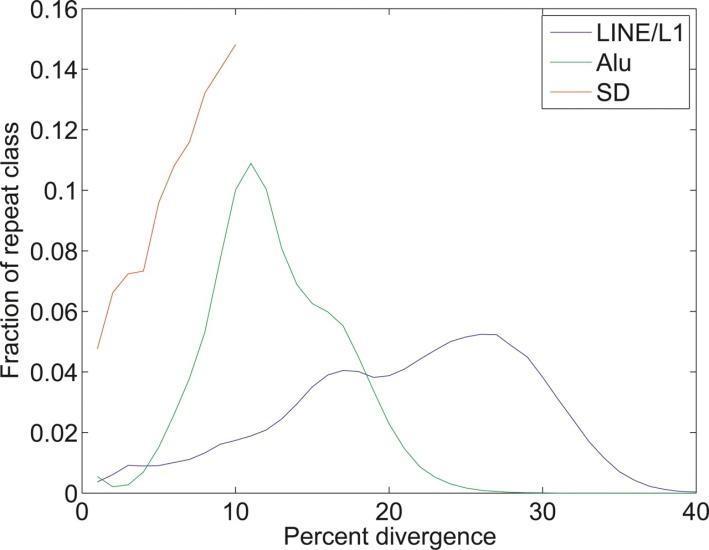 0.16
0.14
0.12
0.1
0.08
0.06
0.04
0.02
0
Fraction of repeat class
LINE/L1
Alu
SD
0 10 20 30 40
Percent divergence